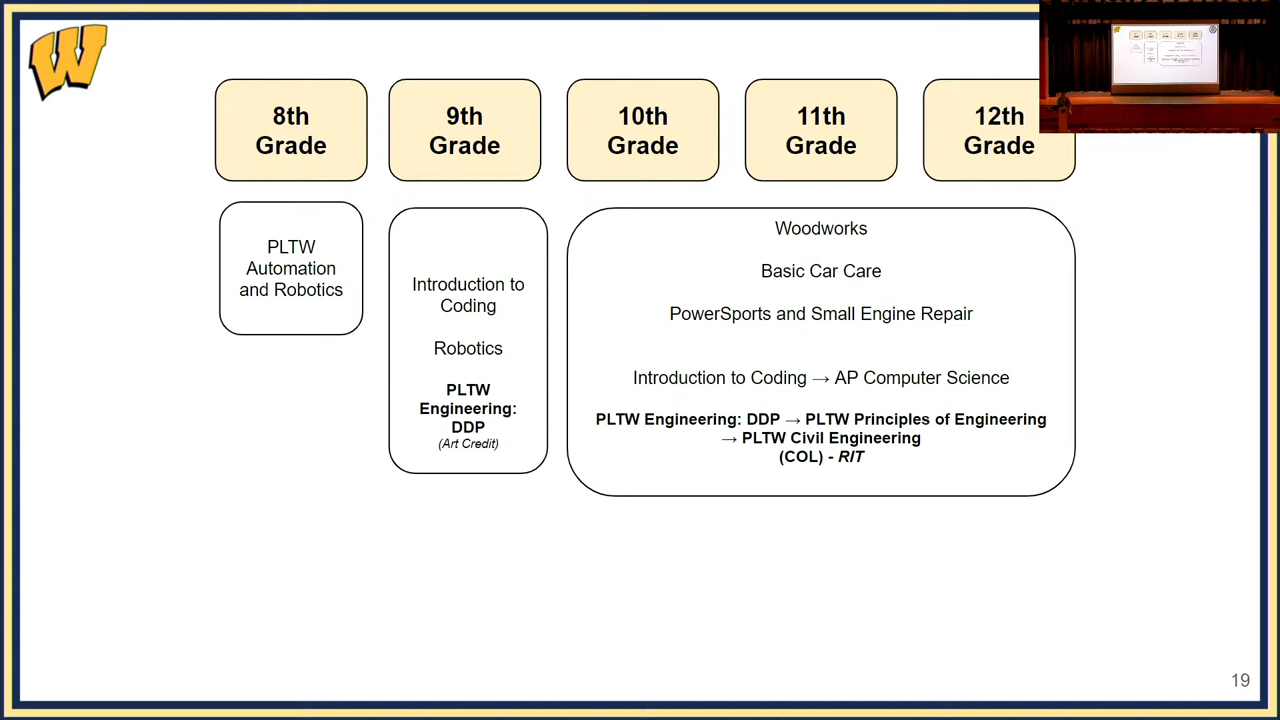 W
8th
Grade
9th
Grade
10th
Grade
11th
Grade
12th
Grade
PLTW
Automation
and Robotics
Introduction to
Coding
Robotics
PLTW
Engineering:
DDP
(Art Credit)
Woodworks
Basic Car Care
PowerSports and Small Engine Repair
Introduction to Coding → AP Computer Science
PLTW Engineering: DDP → PLTW Principles of Engineering
→ PLTW Civil Engineering
(COL) - RIT
19